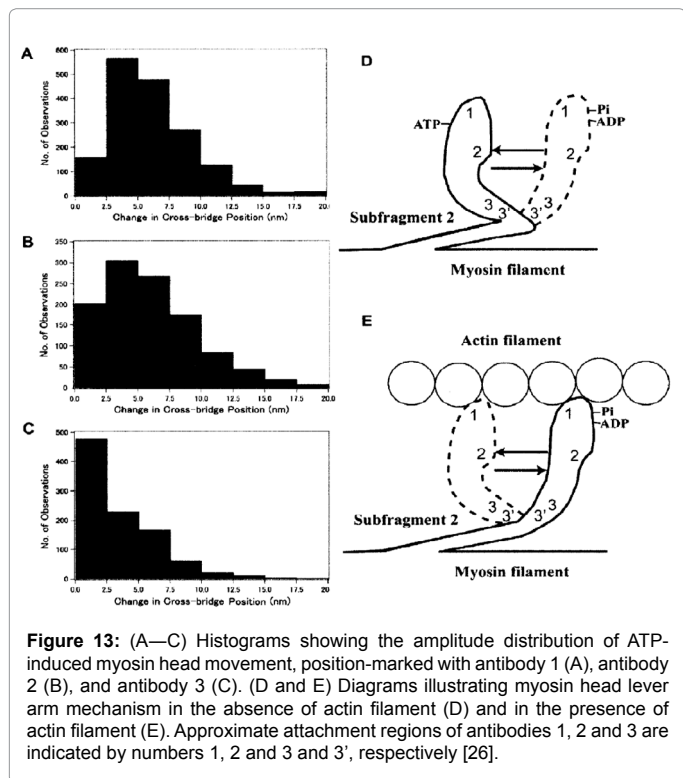 A
No. of Observations
600
500
400
300
200
100
0
0.0 2.5 5.0 7.5 10.0 12.5 15.0 17.5 20.0
Change in Cross-bridge Position (nm)
B
No. of Observations
350
300
250
200
150
100
50
0
0.0 2.5 5.0 7.5 10.0 12.5 15.0 17.5 20.0
Change in Cross-bridge Position (nm)
C
No. of Observations
500
400
300
200
100
0
0.0 2.5 5.0 7.5 10.0 12.5 15.0 17.5 20.0
Change in Cross-bridge Position (nm)
D
1 1
ATP Pi
ADP
2 2
3 3' 3' 3
Subfragment 2
Myosin filament
E
Actin filament
1 1
Pi
ADP
2 2
3 3' 3' 3
Subfragment 2
Myosin filament
Figure 13: (A—C) Histograms showing the amplitude distribution of ATP-
induced myosin head movement, position-marked with antibody 1 (A), antibody
2 (B), and antibody 3 (C). (D and E) Diagrams illustrating myosin head lever
arm mechanism in the absence of actin filament (D) and in the presence of
actin filament (E). Approximate attachment regions of antibodies 1, 2 and 3 are
indicated by numbers 1, 2 and 3 and 3’, respectively [26].